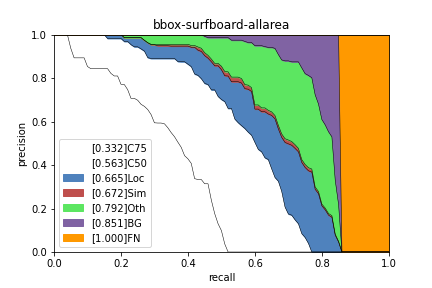 bbox-surfboard-allarea
1.0
0.8
0.6
0.4
0.2
0.0
precision
[0.332]C75
[0.563]C50
[0.665]Loc
[0.672]Sim
[0.792]Oth
[0.851]BG
[1.000]FN
0.0 0.2 0.4 0.6 0.8 1.0
recall